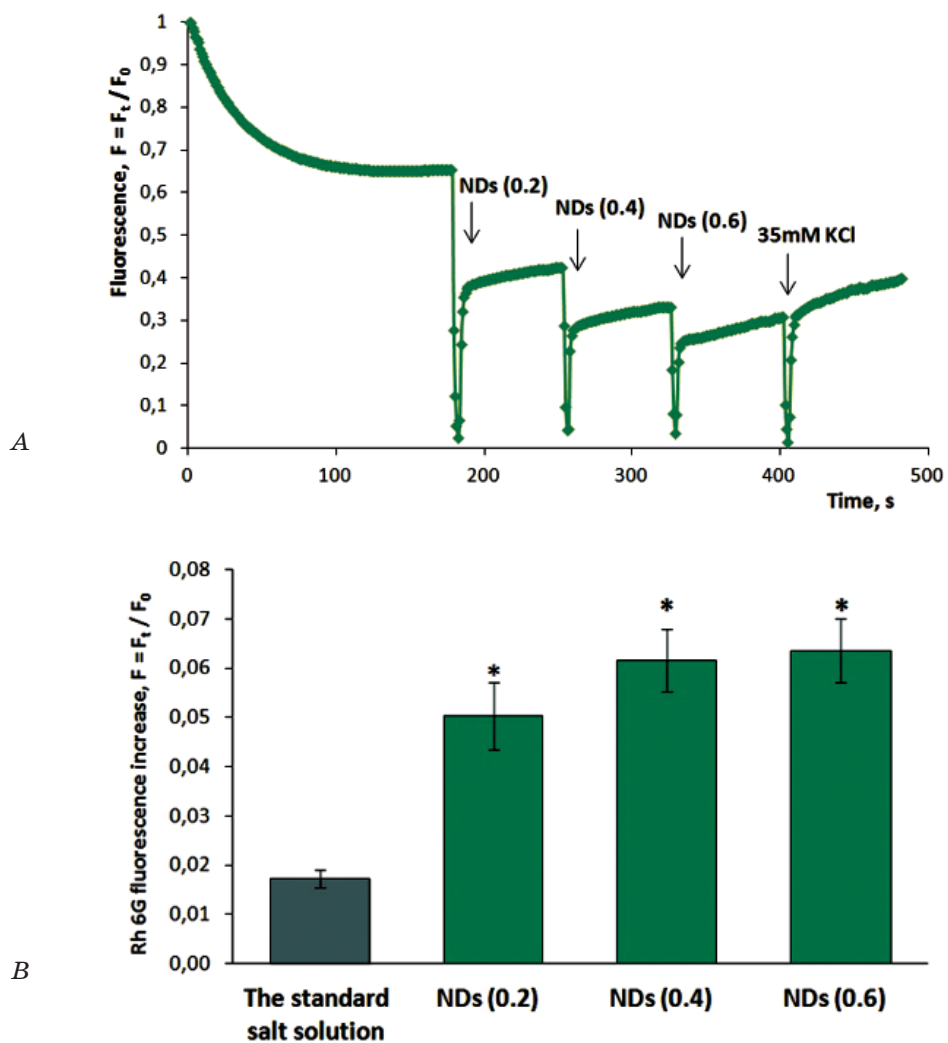 A
Fluorescence, F = Ft / F0
1
0,9
0,8
0,7
0,6
0,5
0,4
0,3
0,2
0,1
0
NDs (0.2)
NDs (0.4)
NDs (0.6)
35mM KCl
0
100
200
300
400
500
Time, s
B
Rh 6G fluorescence increase, F = Ft / F0
0,08
0,07
0,06
0,05
0,04
0,03
0,02
0,01
0,00
*
*
*
The standard
salt solution
NDs (0.2)
NDs (0.4)
NDs (0.6)